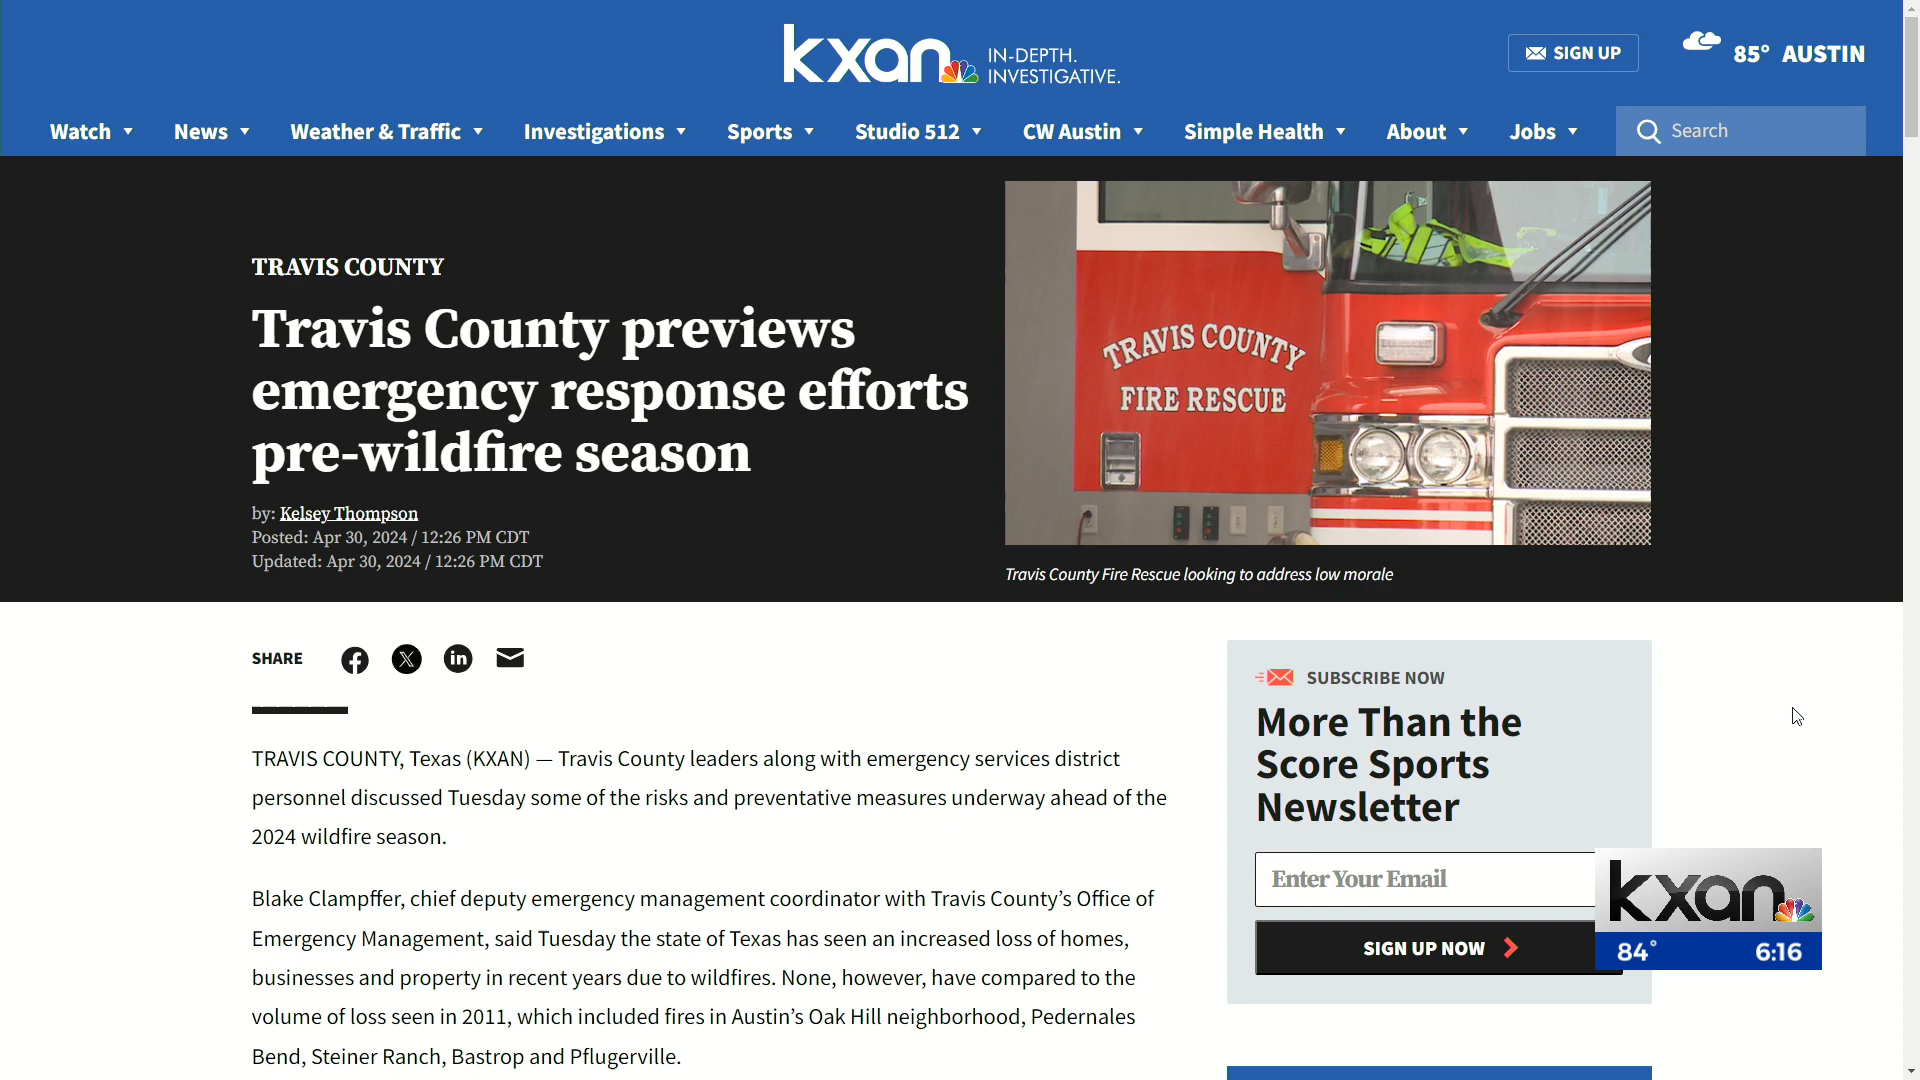 kxan IN-DEPTH.
INVESTIGATIVE.
SIGN UP
85° AUSTIN
Watch News Weather & Traffic Investigations Sports Studio 512 CW Austin Simple Health About Jobs Search
TRAVIS COUNTY
Travis County previews
emergency response efforts
pre-wildfire season
by: Kelsey Thompson
Posted: Apr 30, 2024 / 12:26 PM CDT
Updated: Apr 30, 2024 / 12:26 PM CDT
TRAVIS COUNTY
FIRE RESCUE
Travis County Fire Rescue looking to address low morale
SHARE
TRAVIS COUNTY, Texas (KXAN) — Travis County leaders along with emergency services district
personnel discussed Tuesday some of the risks and preventative measures underway ahead of the
2024 wildfire season.
Blake Clampffer, chief deputy emergency management coordinator with Travis County’s Office of
Emergency Management, said Tuesday the state of Texas has seen an increased loss of homes,
businesses and property in recent years due to wildfires. None, however, have compared to the
volume of loss seen in 2011, which included fires in Austin’s Oak Hill neighborhood, Pedernales
Bend, Steiner Ranch, Bastrop and Pflugerville.
SUBSCRIBE NOW
More Than the
Score Sports
Newsletter
Enter Your Email
SIGN UP NOW
kxan
84° 6:16